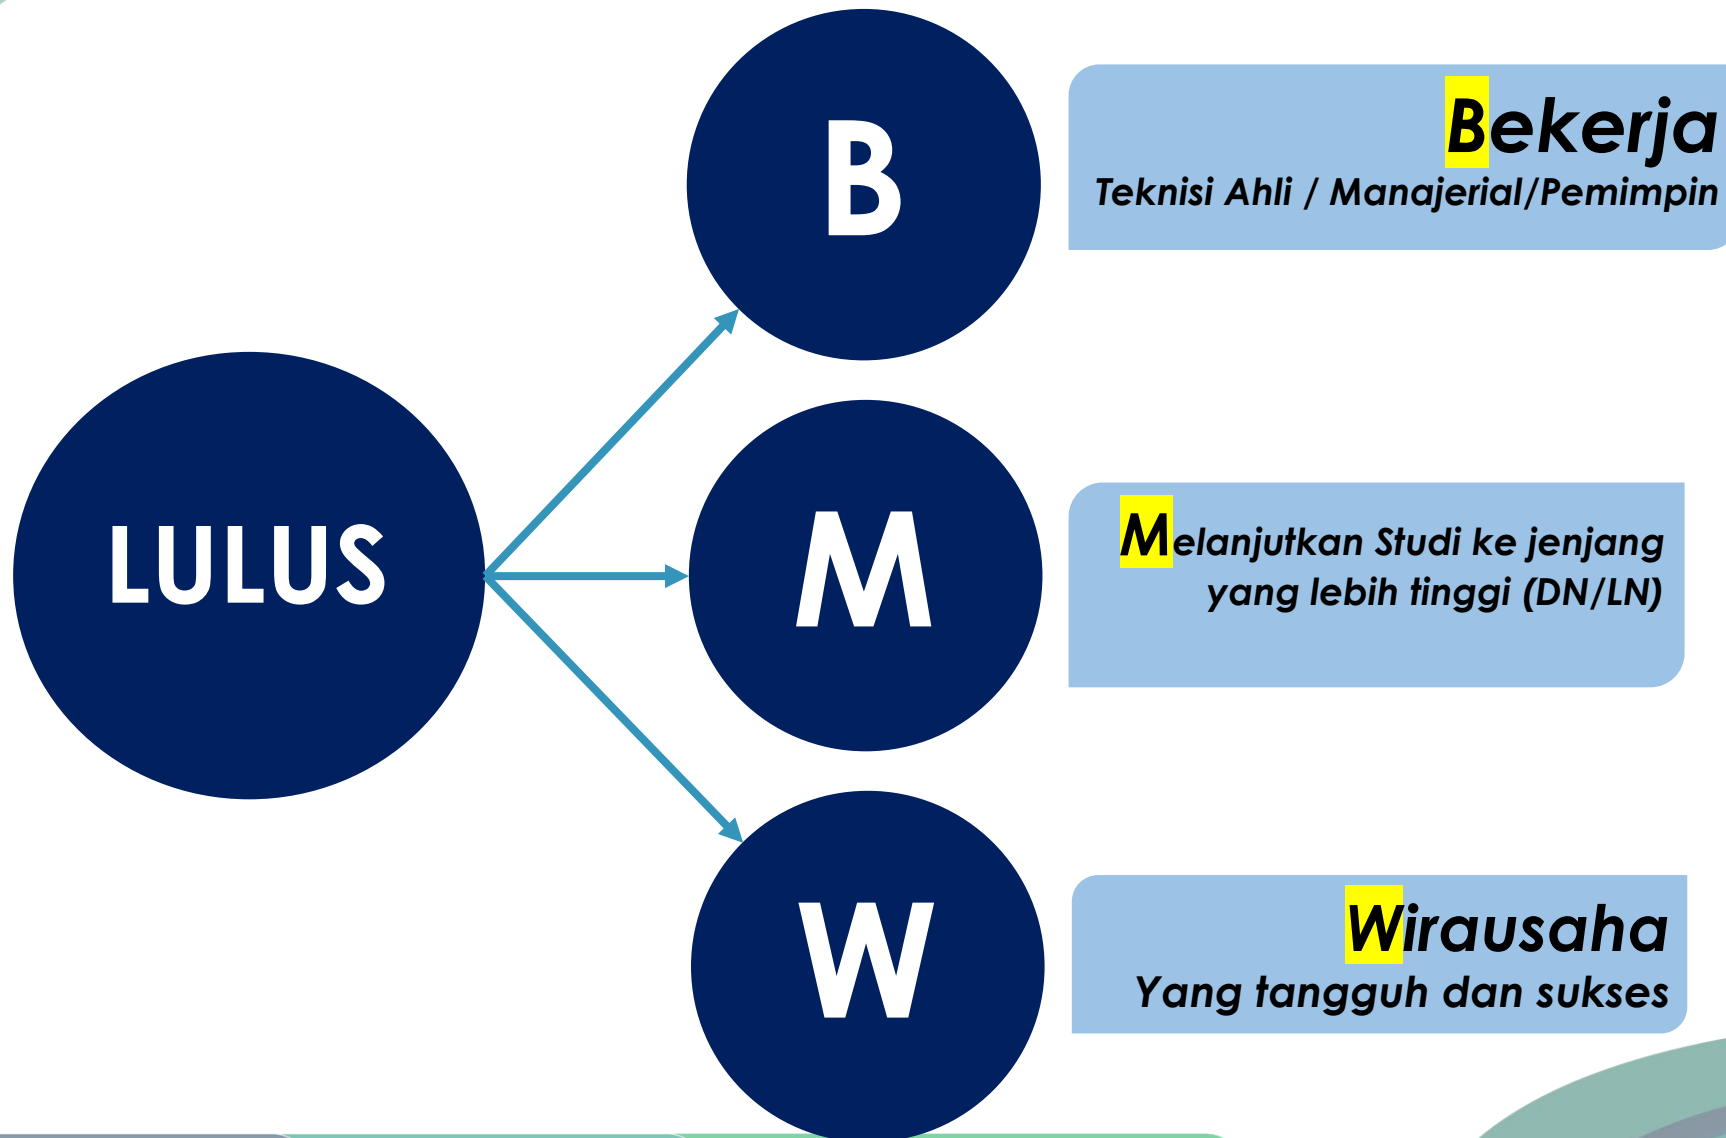 LULUS
B
Bekerja
Teknisi Ahli / Manajerial/Pemimpin
M
Melanjutkan Studi ke jenjang
yang lebih tinggi (DN/LN)
W
Wirausaha
Yang tangguh dan sukses